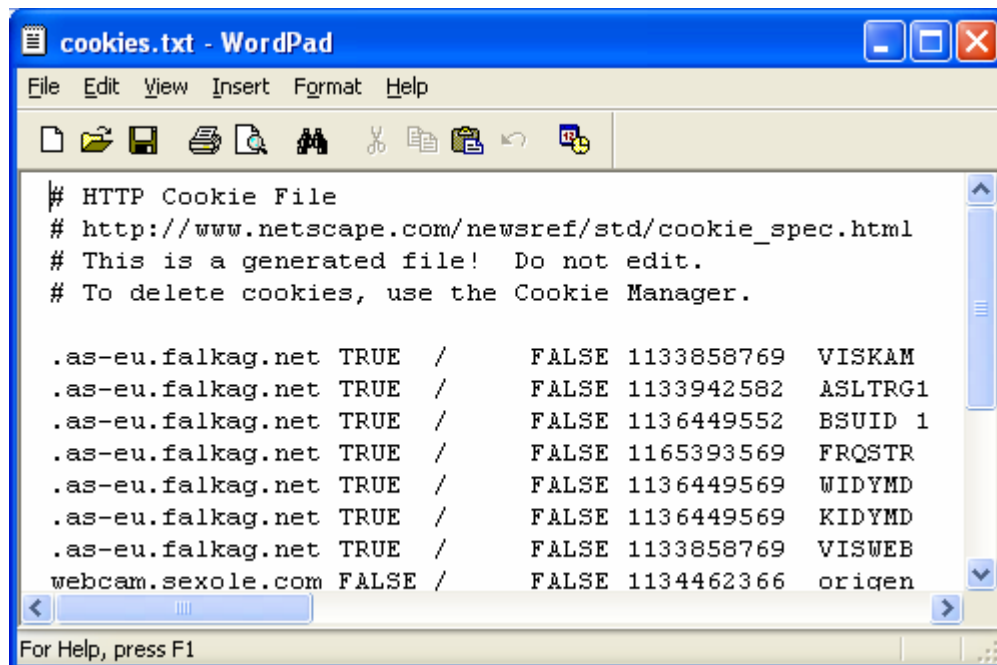 cookies.txt - WordPad
File Edit View Insert Format Help
# HTTP Cookie File
# http://www.netscape.com/newsref/std/cookie_spec.html
# This is a generated file!  Do not edit.
# To delete cookies, use the Cookie Manager.
.as-eu.falkag.net TRUE / FALSE 1133858769 VISKAM
.as-eu.falkag.net TRUE / FALSE 1133942582 ASLTRG1
.as-eu.falkag.net TRUE / FALSE 1136449552 BSUID 1
.as-eu.falkag.net TRUE / FALSE 1165393569 FRQSTR
.as-eu.falkag.net TRUE / FALSE 1136449569 WIDYMD
.as-eu.falkag.net TRUE / FALSE 1136449569 KIDYMD
.as-eu.falkag.net TRUE / FALSE 1133858769 VISWEB
webcam.sexole.com FALSE / FALSE 1134462366 origen
For Help, press F1